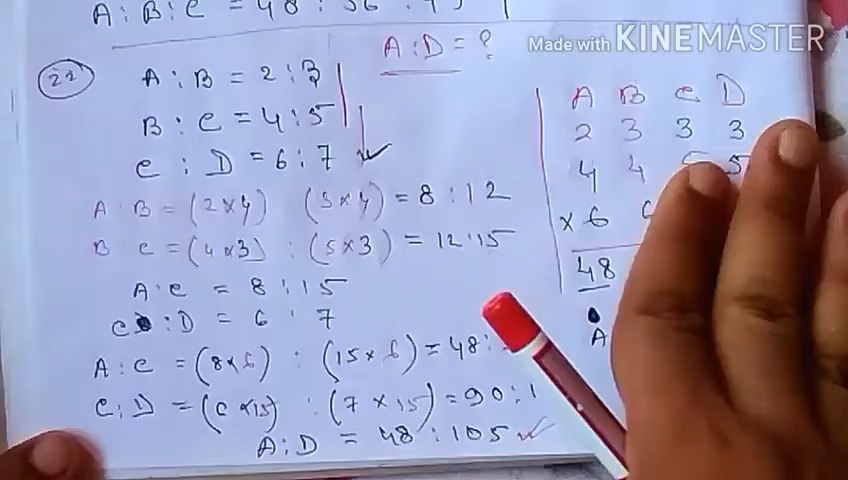 A : B : C = 48 : 56 : 45
A : D = ?
Made with KINEMASTER
22
A : B = 2 : 3
B : C = 4 : 5
C : D = 6 : 7
A : B = (2×4) (3×4) = 8 : 12
B C = (4×3) : (5×3) = 12 : 15
A : C = 8 : 15
C : D = 6 : 7
A : C = (8×6) : (15×6) = 48 :
C : D = (6×15) : (7×15) = 90 : 1
A : D = 48 : 105
A B C D
2 3 3 3
4 4 5 5
×6
48
A